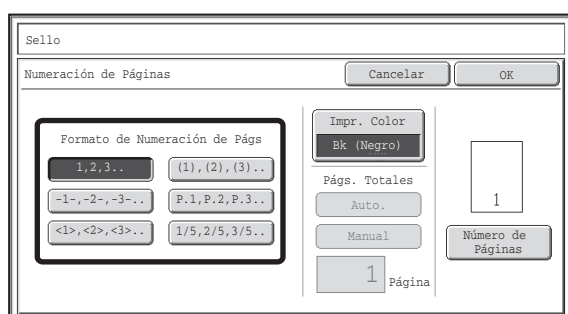 Sello
Numeración de Páginas
Cancelar
OK
Formato de Numeración de Págs
1,2,3..
(1),(2),(3)..
-1-,-2-,-3-..
P.1,P.2,P.3..
<1>,<2>,<3>..
1/5,2/5,3/5..
Impr. Color
Bk (Negro)
Págs. Totales
Auto.
Manual
1 Página
1
Número de
Páginas